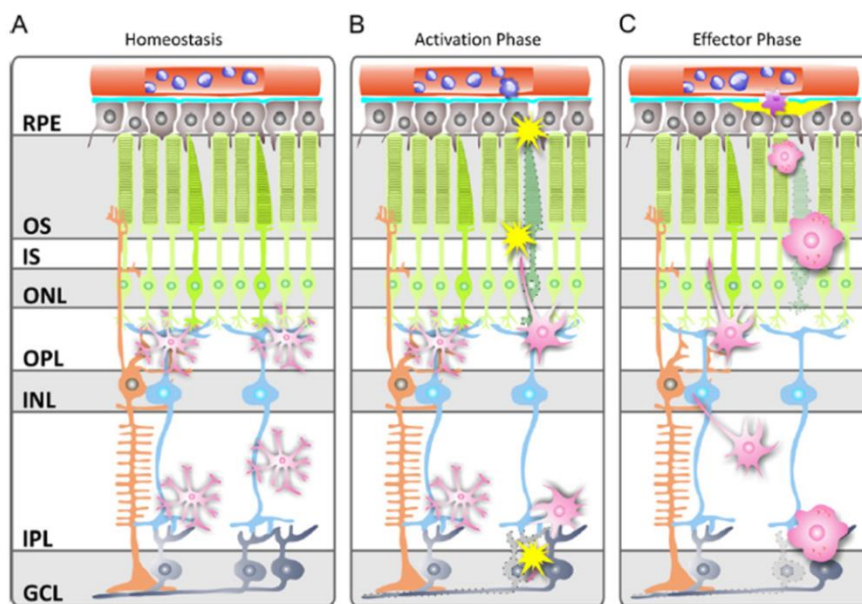 A
Homeostasis
B
Activation Phase
C
Effector Phase
RPE
OS
IS
ONL
OPL
INL
IPL
GCL